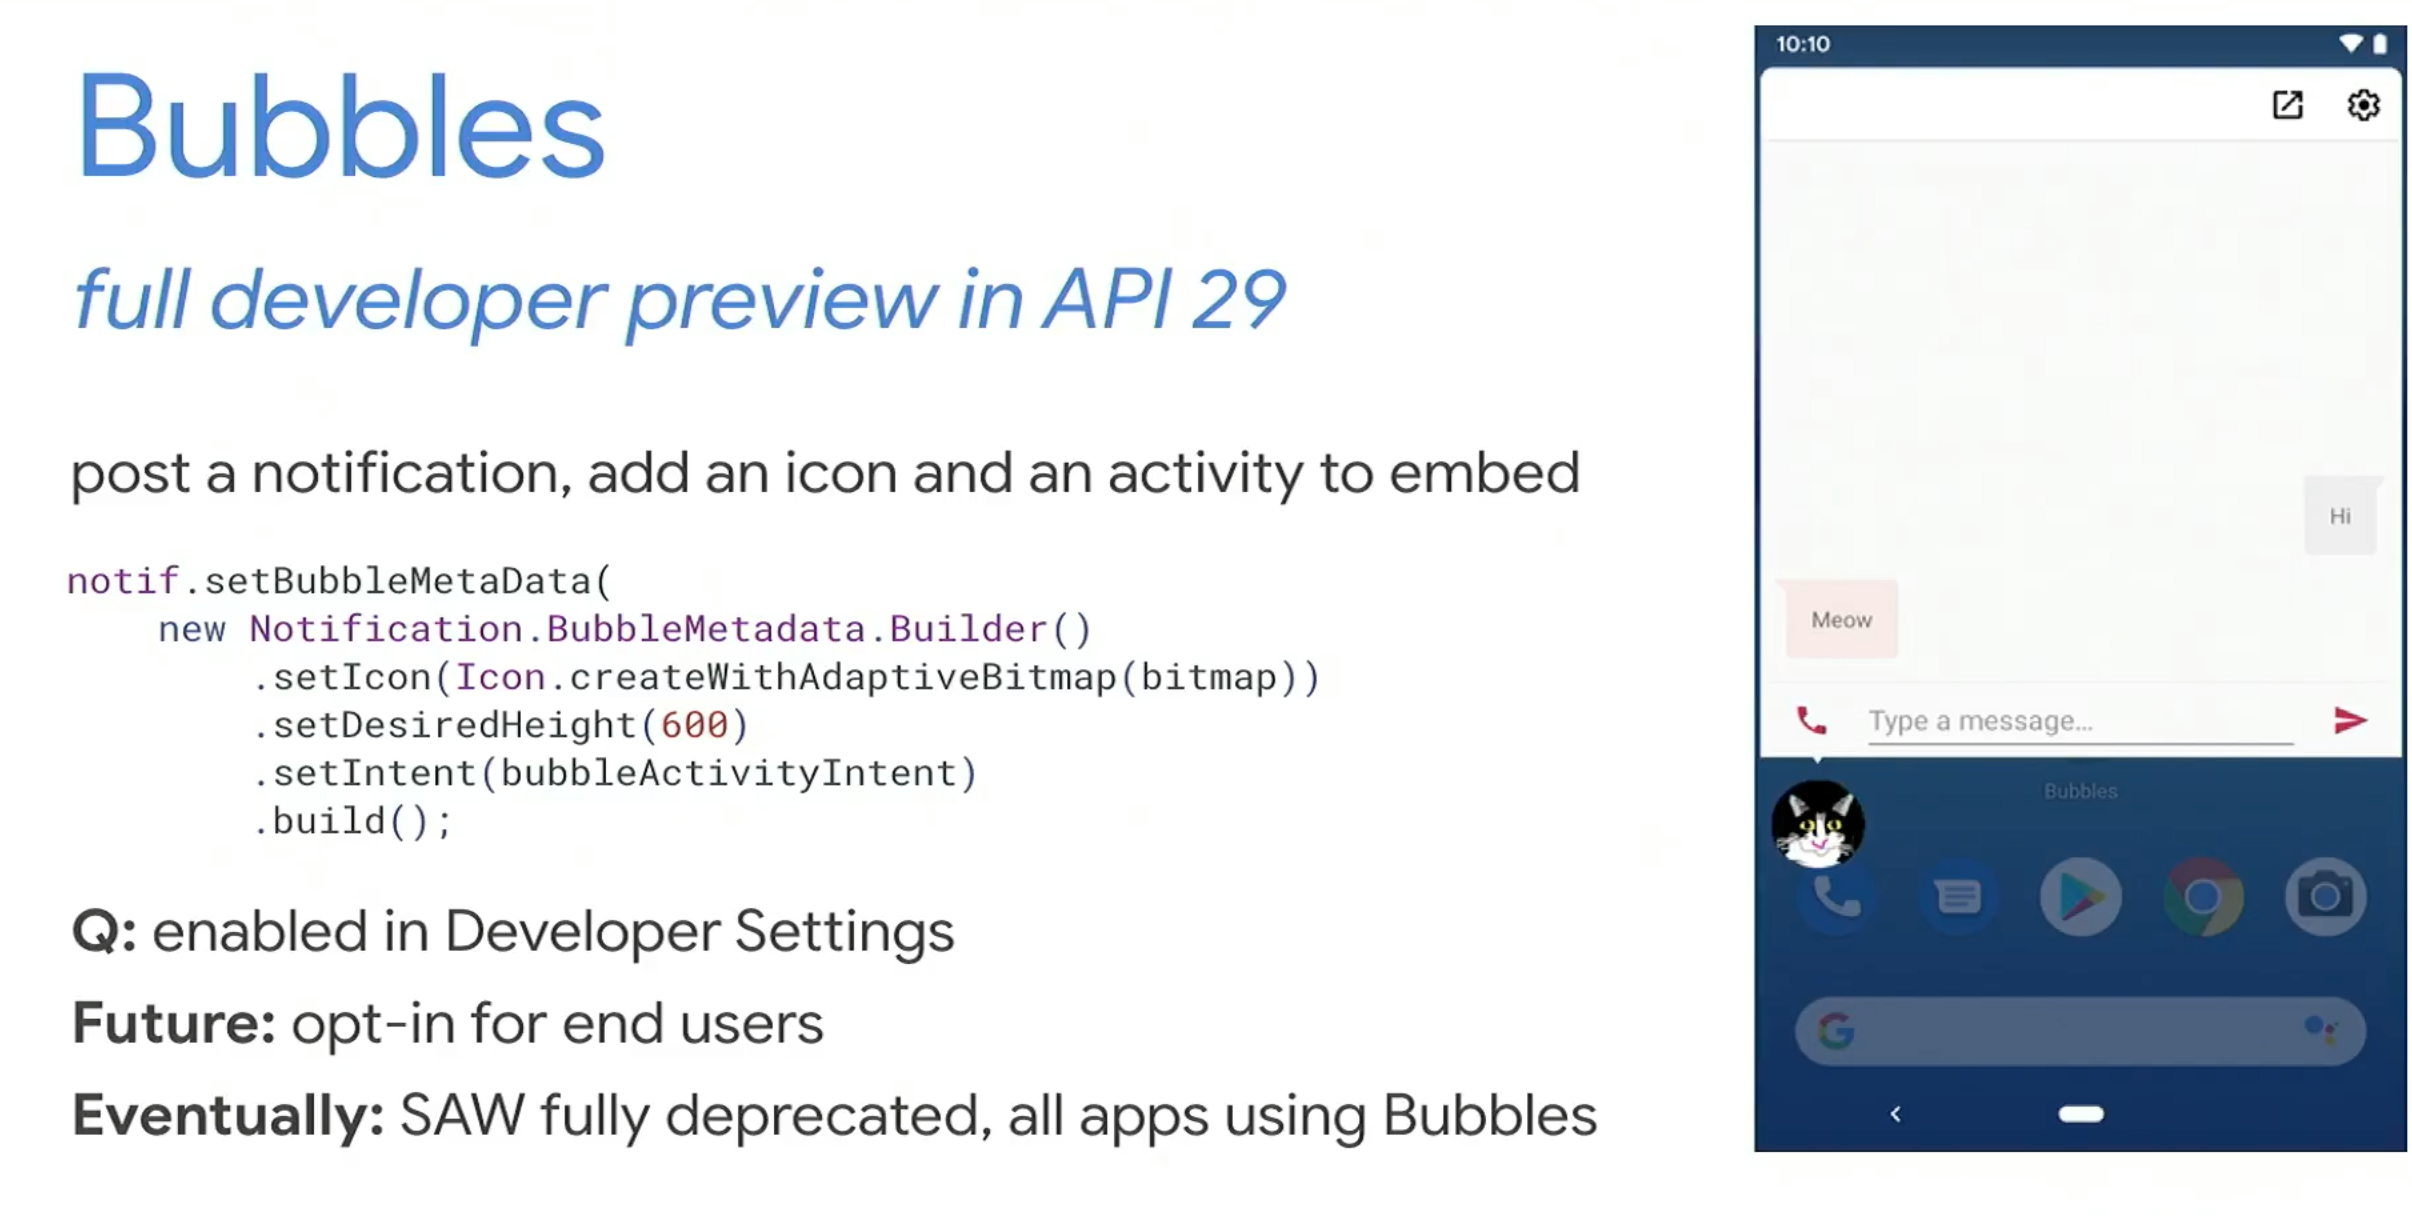 Bubbles
full developer preview in API 29
post a notification, add an icon and an activity to embed
notif.setBubbleMetaData(
new Notification.BubbleMetadata.Builder()
.setIcon(Icon.createWithAdaptiveBitmap(bitmap))
.setDesiredHeight(600)
.setIntent(bubbleActivityIntent)
.build();
Q: enabled in Developer Settings
Future: opt-in for end users
Eventually: SAW fully deprecated, all apps using Bubbles
10:10
Hi
Meow
Type a message...
Bubbles
G